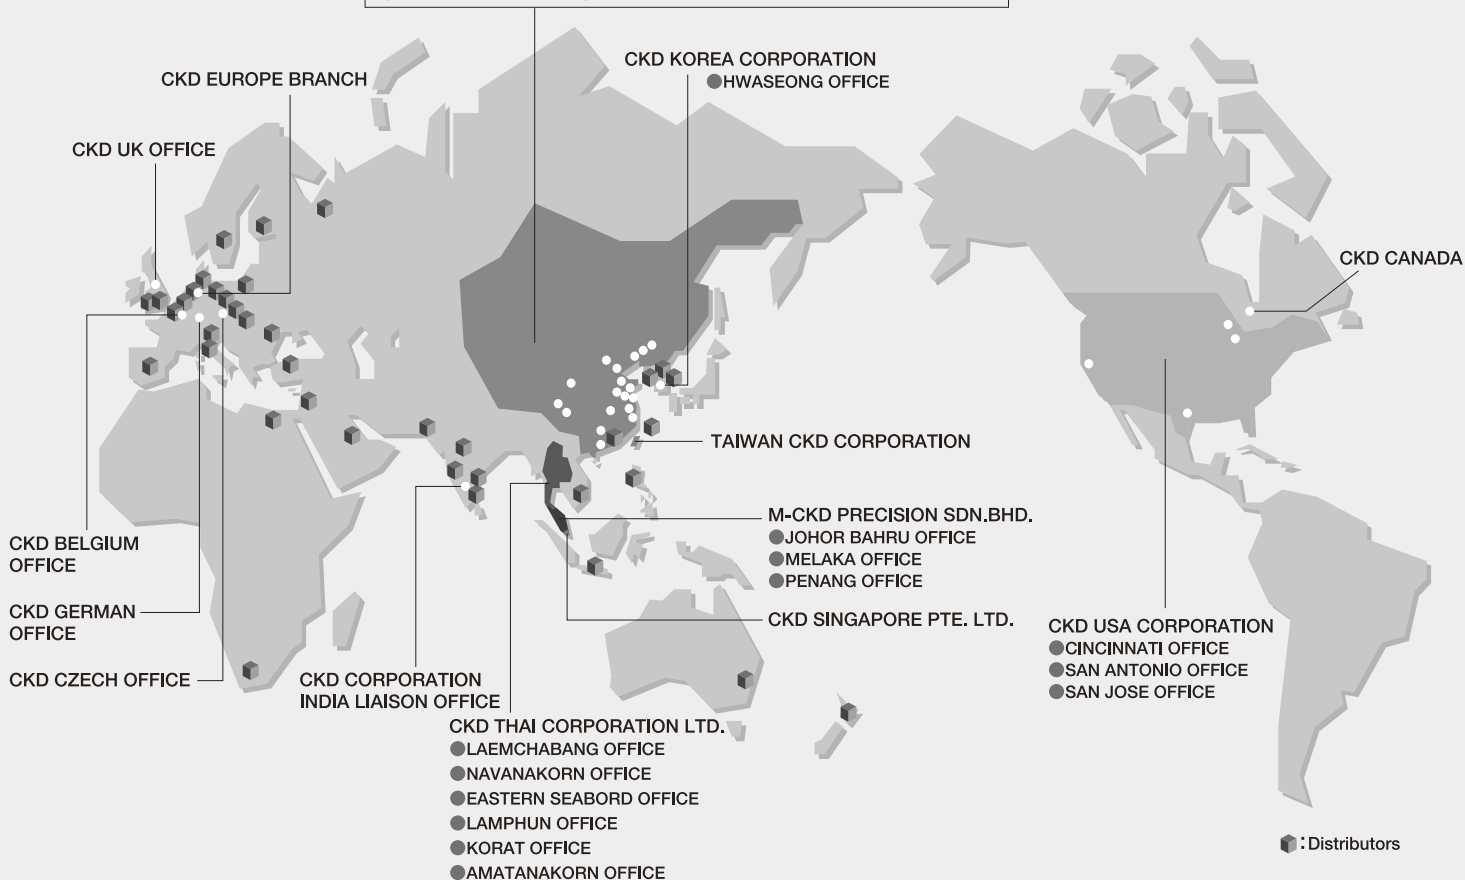 CKD KOREA CORPORATION
●HWASEONG OFFICE
CKD EUROPE BRANCH
CKD UK OFFICE
CKD CANADA
TAIWAN CKD CORPORATION
CKD BELGIUM
OFFICE
CKD GERMAN
OFFICE
CKD CZECH OFFICE
CKD CORPORATION
INDIA LIAISON OFFICE
M-CKD PRECISION SDN.BHD.
●JOHOR BAHRU OFFICE
●MELAKA OFFICE
●PENANG OFFICE
CKD SINGAPORE PTE. LTD.
CKD USA CORPORATION
●CINCINNATI OFFICE
●SAN ANTONIO OFFICE
●SAN JOSE OFFICE
CKD THAI CORPORATION LTD.
●LAEMCHABANG OFFICE
●NAVANAKORN OFFICE
●EASTERN SEABORD OFFICE
●LAMPHUN OFFICE
●KORAT OFFICE
●AMATANAKORN OFFICE
: Distributors